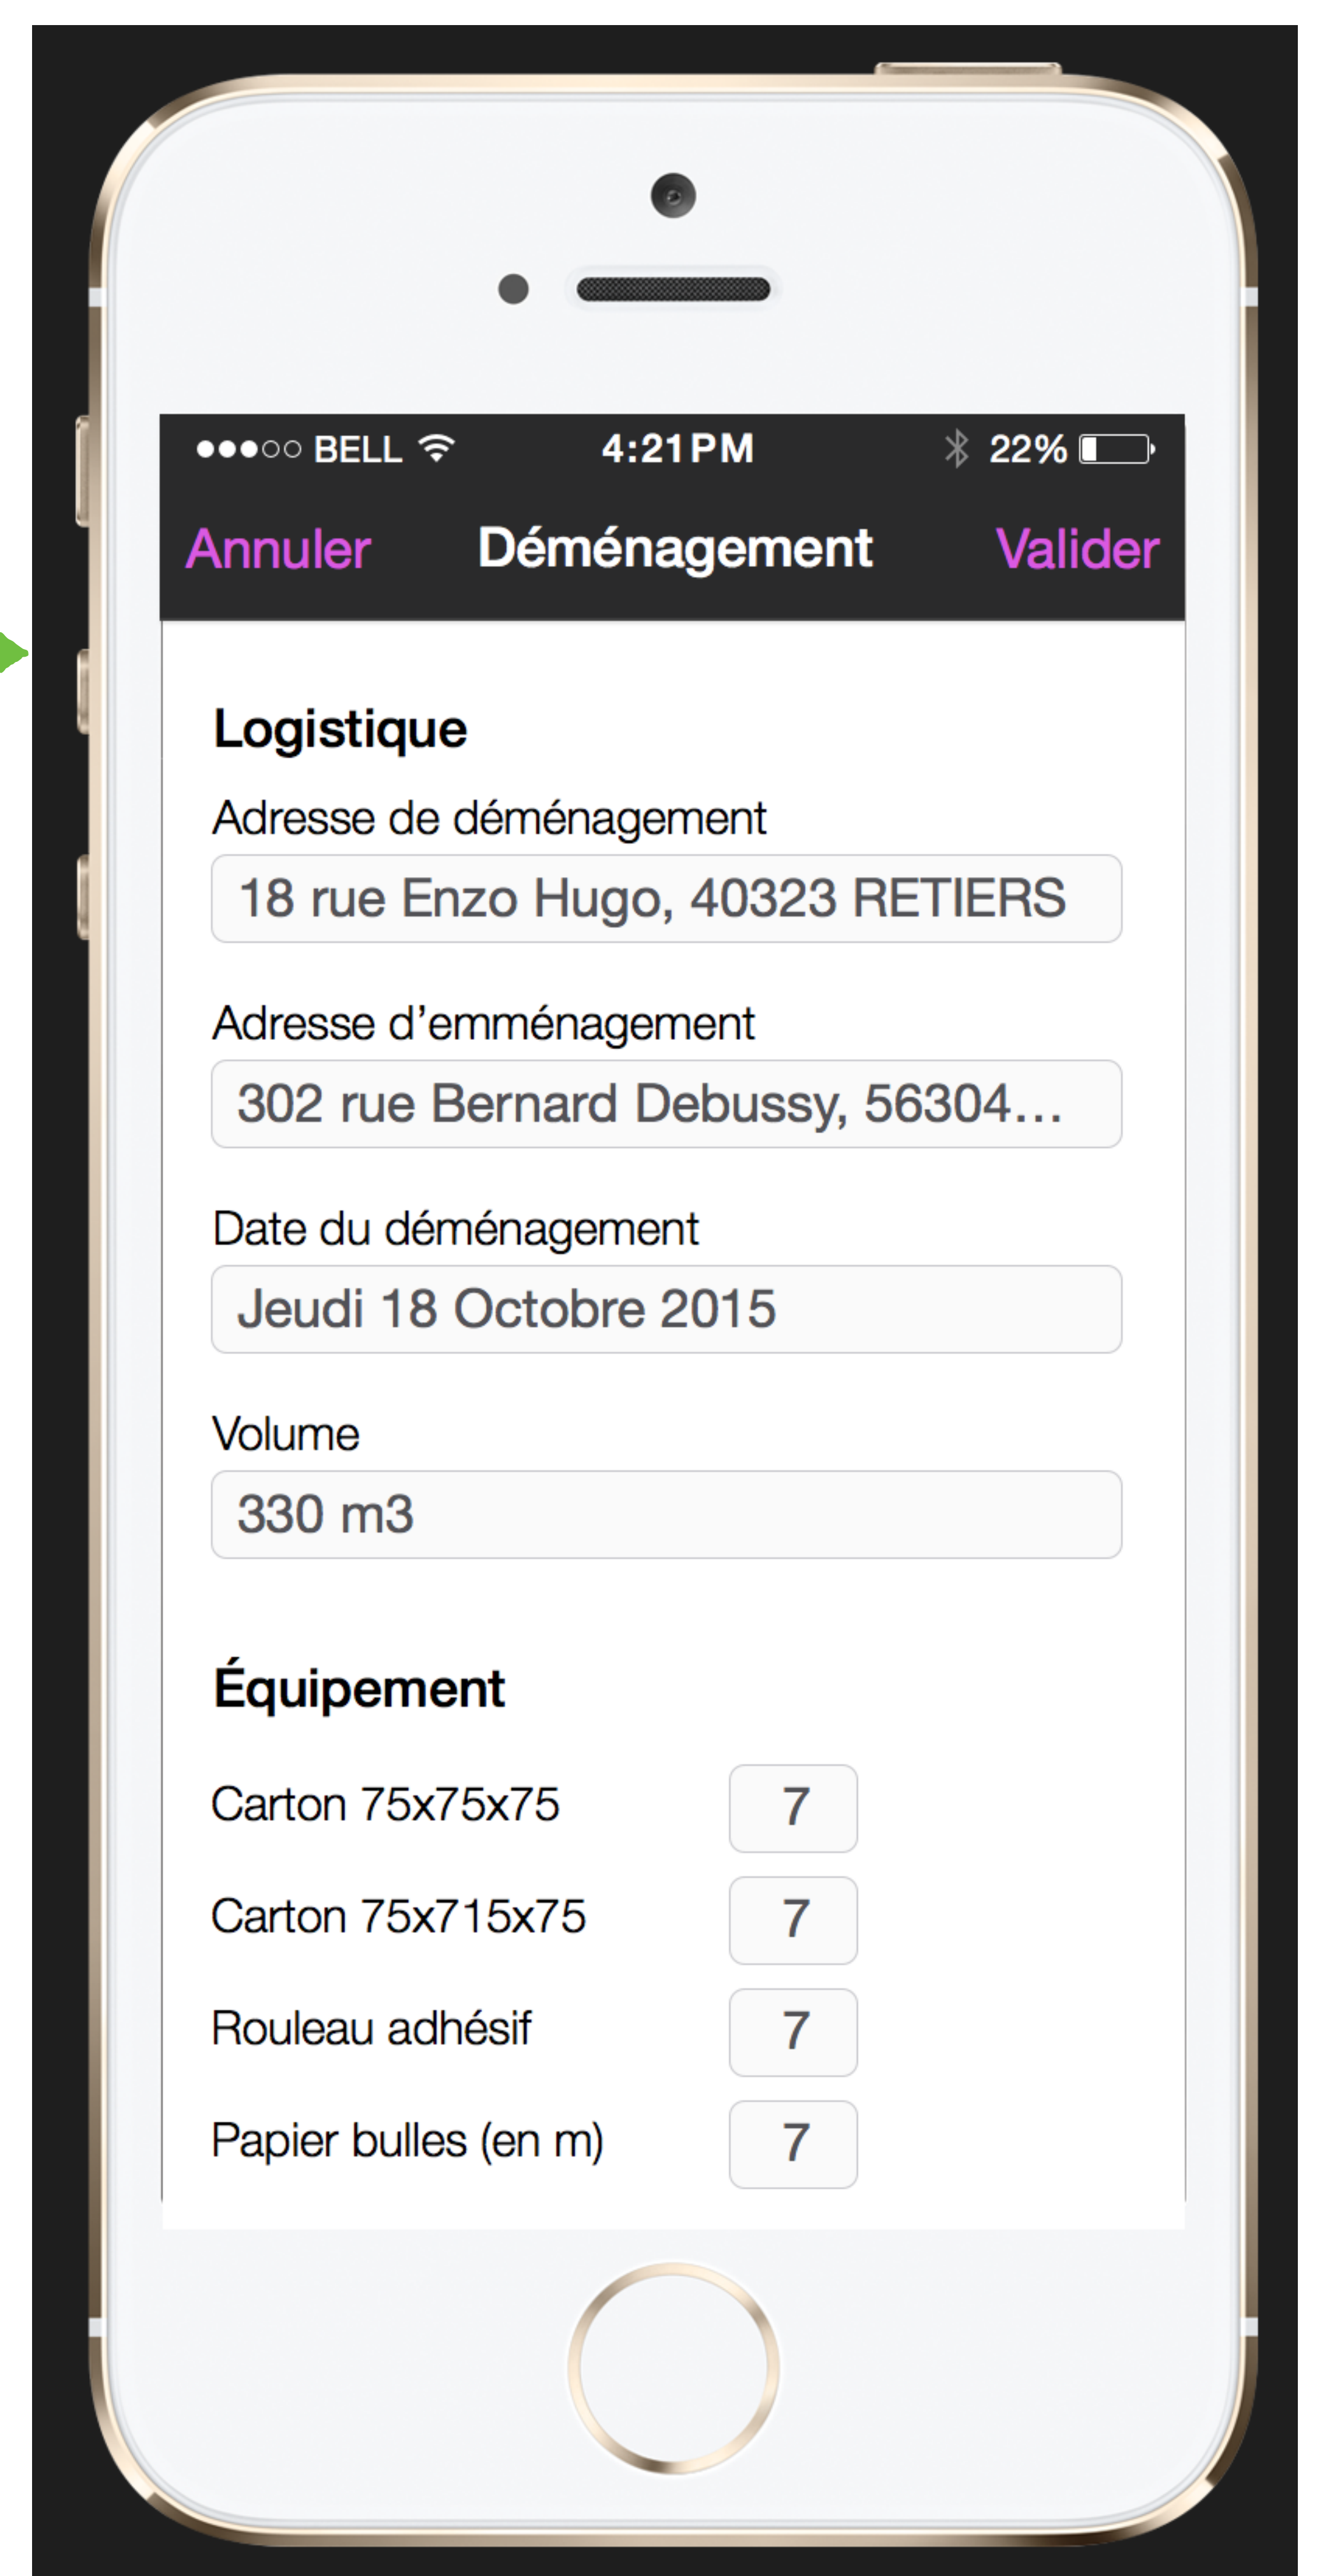 BELL 4:21 PM 22%
Annuler Déménagement Valider
Logistique
Adresse de déménagement
18 rue Enzo Hugo, 40323 RETIERS
Adresse d’emménagement
302 rue Bernard Debussy, 56304…
Date du déménagement
Jeudi 18 Octobre 2015
Volume
330 m3
Équipement
Carton 75x75x75 7
Carton 75x715x75 7
Rouleau adhésif 7
Papier bulles (en m) 7